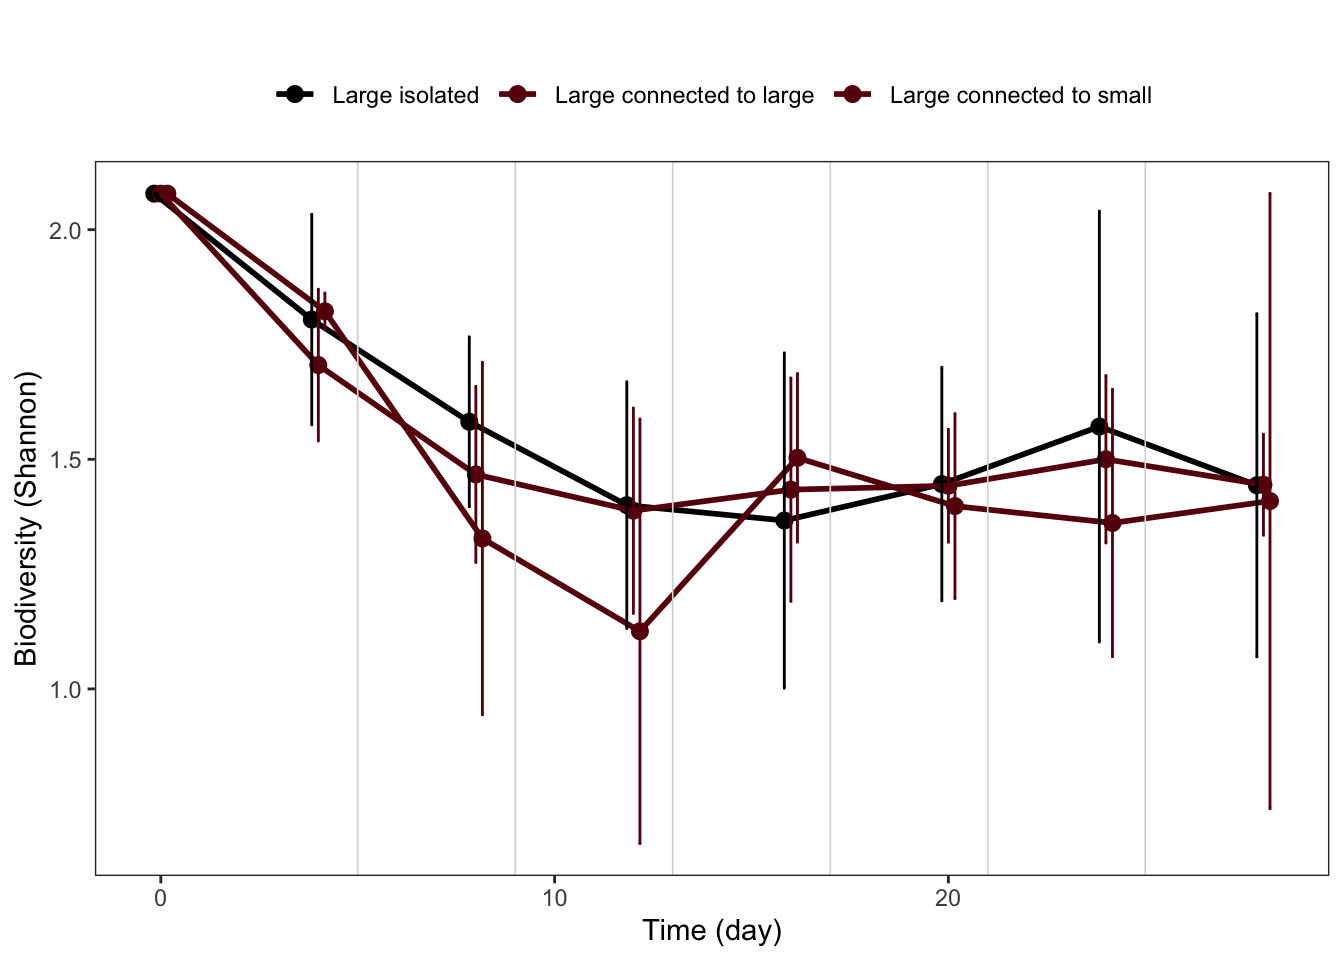 Large isolated Large connected to large Large connected to small
Biodiversity (Shannon)
2.0
1.5
1.0
0 10 20
Time (day)